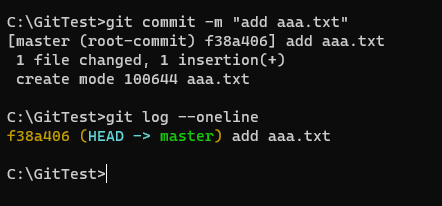 C:\GitTest>git commit -m "add aaa.txt"
[master (root-commit) f38a406] add aaa.txt
 1 file changed, 1 insertion(+)
 create mode 100644 aaa.txt
C:\GitTest>git log --oneline
f38a406 (HEAD -> master) add aaa.txt
C:\GitTest>